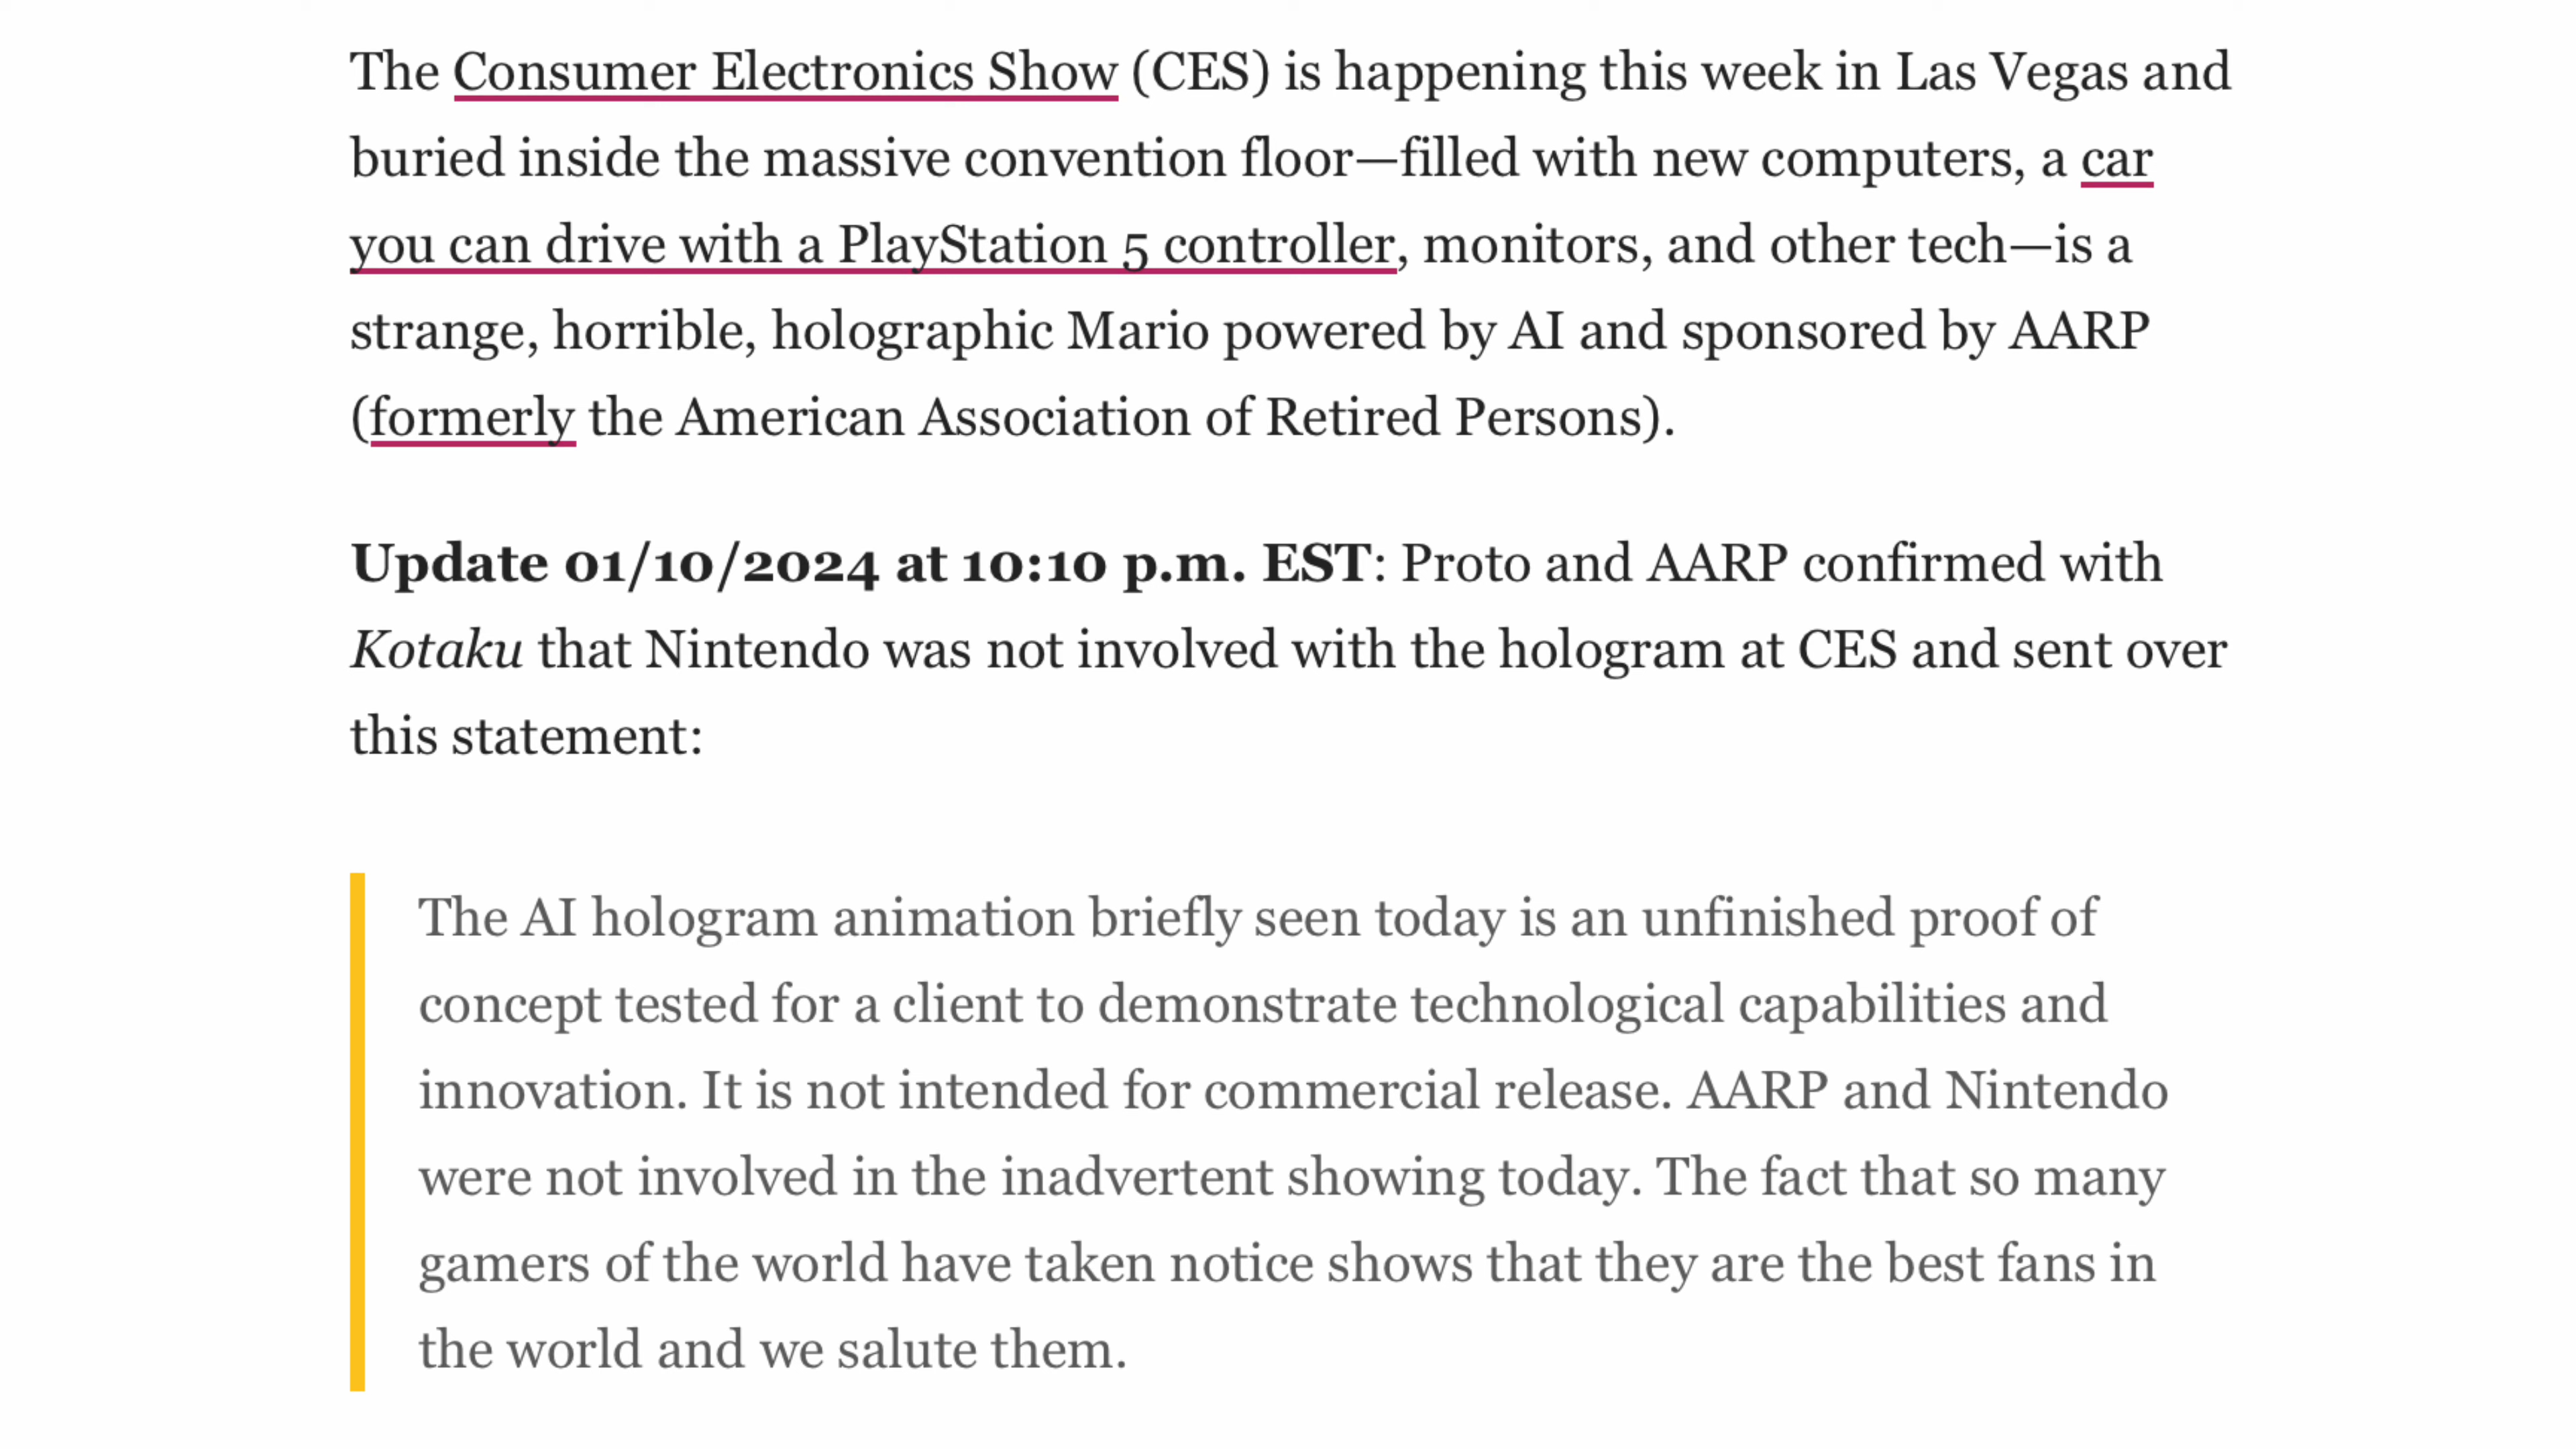 The Consumer Electronics Show (CES) is happening this week in Las Vegas and
buried inside the massive convention floor—filled with new computers, a car
you can drive with a PlayStation 5 controller, monitors, and other tech—is a
strange, horrible, holographic Mario powered by AI and sponsored by AARP
(formerly the American Association of Retired Persons).
Update 01/10/2024 at 10:10 p.m. EST: Proto and AARP confirmed with
Kotaku that Nintendo was not involved with the hologram at CES and sent over
this statement:
The AI hologram animation briefly seen today is an unfinished proof of
concept tested for a client to demonstrate technological capabilities and
innovation. It is not intended for commercial release. AARP and Nintendo
were not involved in the inadvertent showing today. The fact that so many
gamers of the world have taken notice shows that they are the best fans in
the world and we salute them.